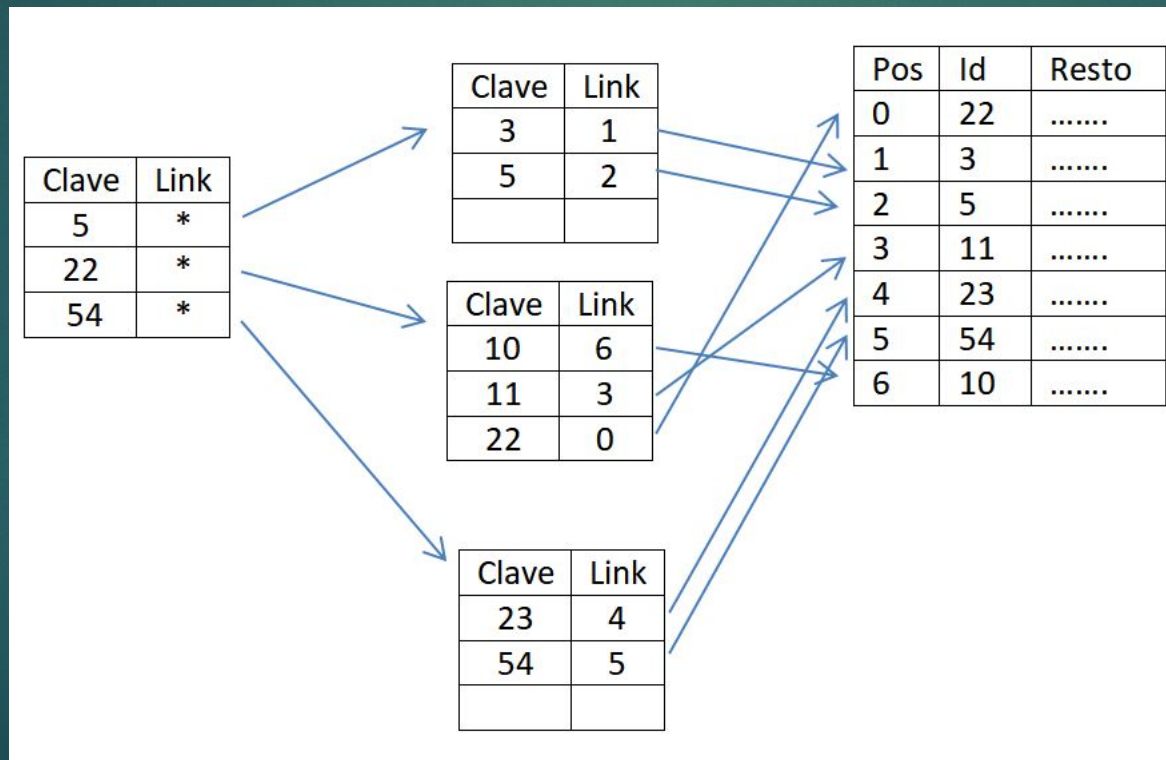 Clave Link
5 *
22 *
54 *
Clave Link
3 1
5 2
Clave Link
10 6
11 3
22 0
Clave Link
23 4
54 5
Pos Id Resto
0 22 .......
1 3 .......
2 5 .......
3 11 .......
4 23 .......
5 54 .......
6 10 .......